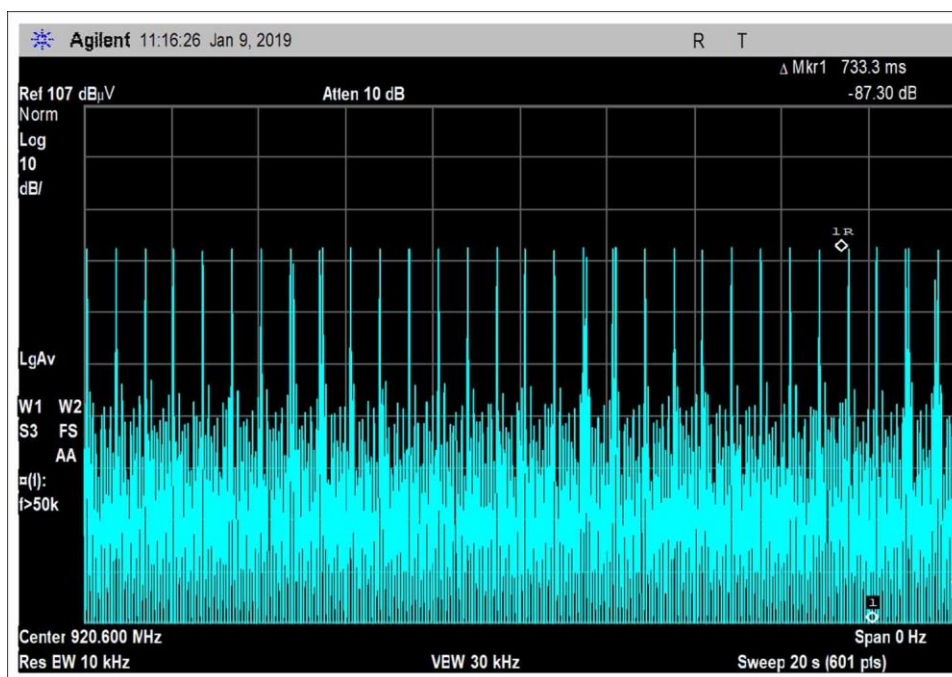 Agilent 11:16:26 Jan 9, 2019 R T
Δ Mkr1 733.3 ms
Ref 107 dBµV Atten 10 dB -87.30 dB
Norm
Log
10
dB/
1R
LgAv
W1 W2
S3 FS
AA
¤(f):
f>50k
1
Center 920.600 MHz Span 0 Hz
Res BW 10 kHz VBW 30 kHz Sweep 20 s (601 pts)